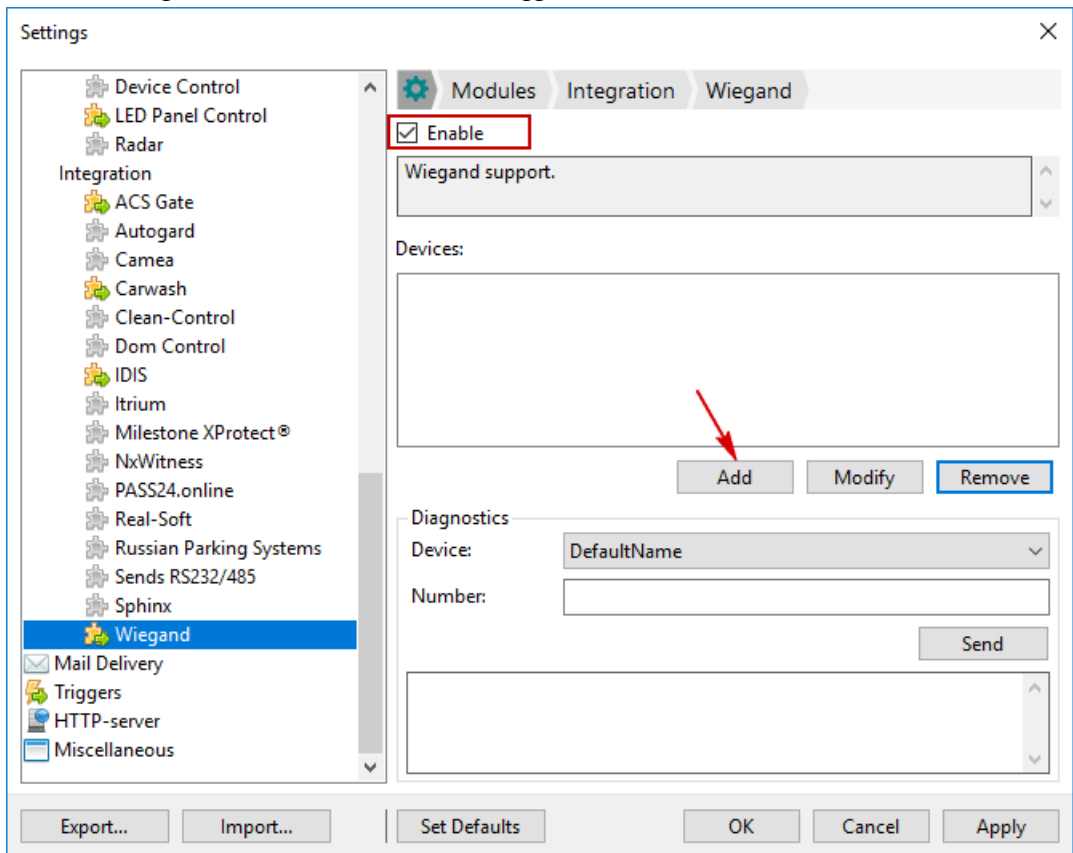 Settings
Device Control
LED Panel Control
Radar
Integration
ACS Gate
Autogard
Camea
Carwash
Clean-Control
Dom Control
IDIS
Itrium
Milestone XProtect®
NxWitness
PASS24.online
Real-Soft
Russian Parking Systems
Sends RS232/485
Sphinx
Wiegand
Mail Delivery
Triggers
HTTP-server
Miscellaneous
Modules Integration Wiegand
Enable
Wiegand support.
Devices:
Add Modify Remove
Diagnostics
Device: DefaultName
Number:
Send
Export... Import... Set Defaults OK Cancel Apply